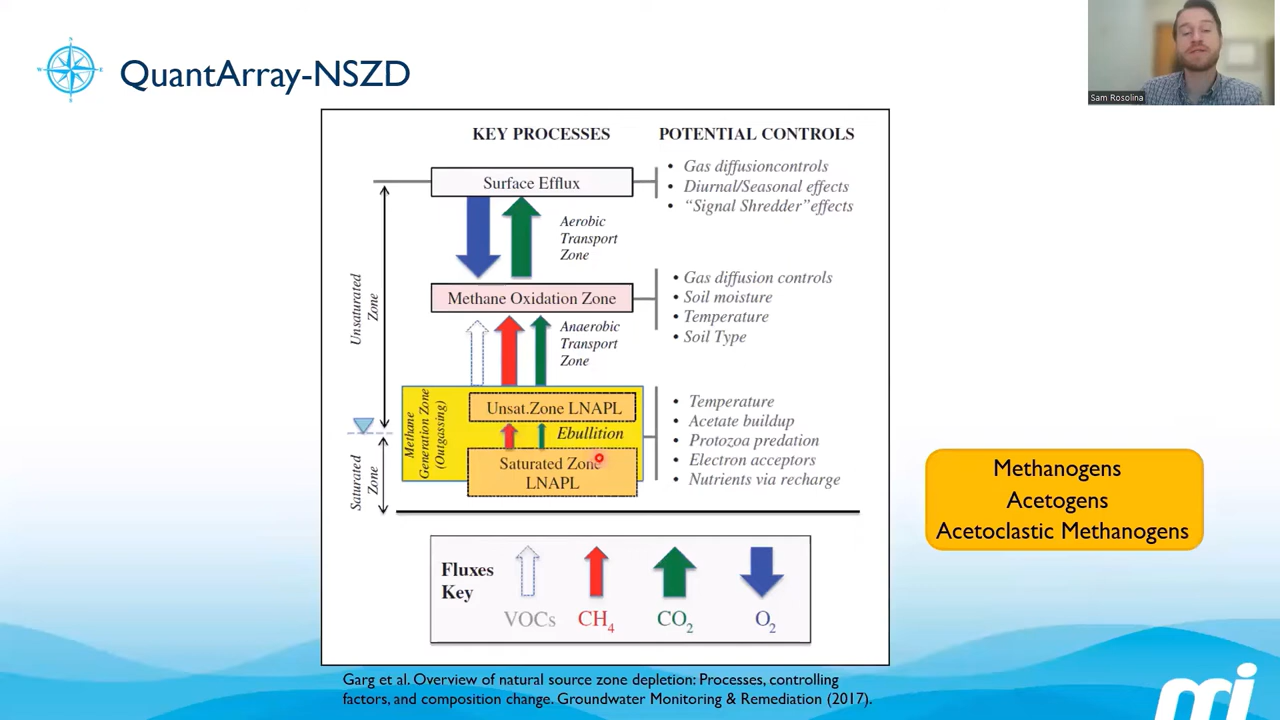 QuantArray-NSZD
Sam Rosolina
KEY PROCESSES
POTENTIAL CONTROLS
Surface Efflux
• Gas diffusioncontrols
• Diurnal/Seasonal effects
• “Signal Shredder”effects
Aerobic
Transport
Zone
Unsaturated
Zone
Methane Oxidation Zone
• Gas diffusion controls
• Soil moisture
• Temperature
• Soil Type
Anaerobic
Transport
Zone
Methane
Generation Zone
(Outgassing)
Unsat.Zone LNAPL
Ebullition
Saturated Zone
LNAPL
• Temperature
• Acetate buildup
• Protozoa predation
• Electron acceptors
• Nutrients via recharge
Saturated
Zone
Methanogens
Acetogens
Acetoclastic Methanogens
Fluxes
Key
VOCs
CH4
CO2
O2
Garg et al. Overview of natural source zone depletion: Processes, controlling
factors, and composition change. Groundwater Monitoring & Remediation (2017).
mi